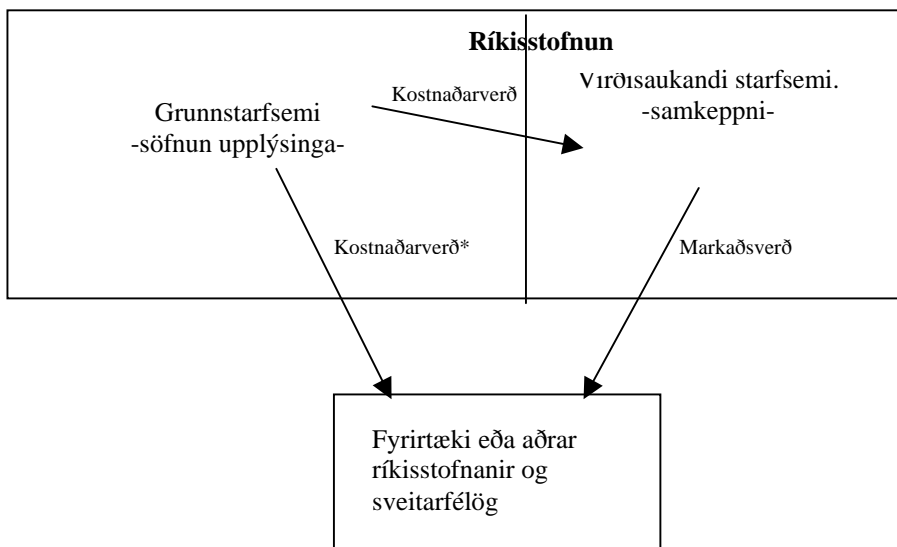 Ríkisstofnun
Grunnstarfsemi
-söfnun upplýsinga-
Kostnaðarverð
Virðisaukandi starfsemi.
-samkeppni-
Kostnaðarverð*
Markaðsverð
Fyrirtæki eða aðrar
ríkisstofnanir og
sveitarfélög